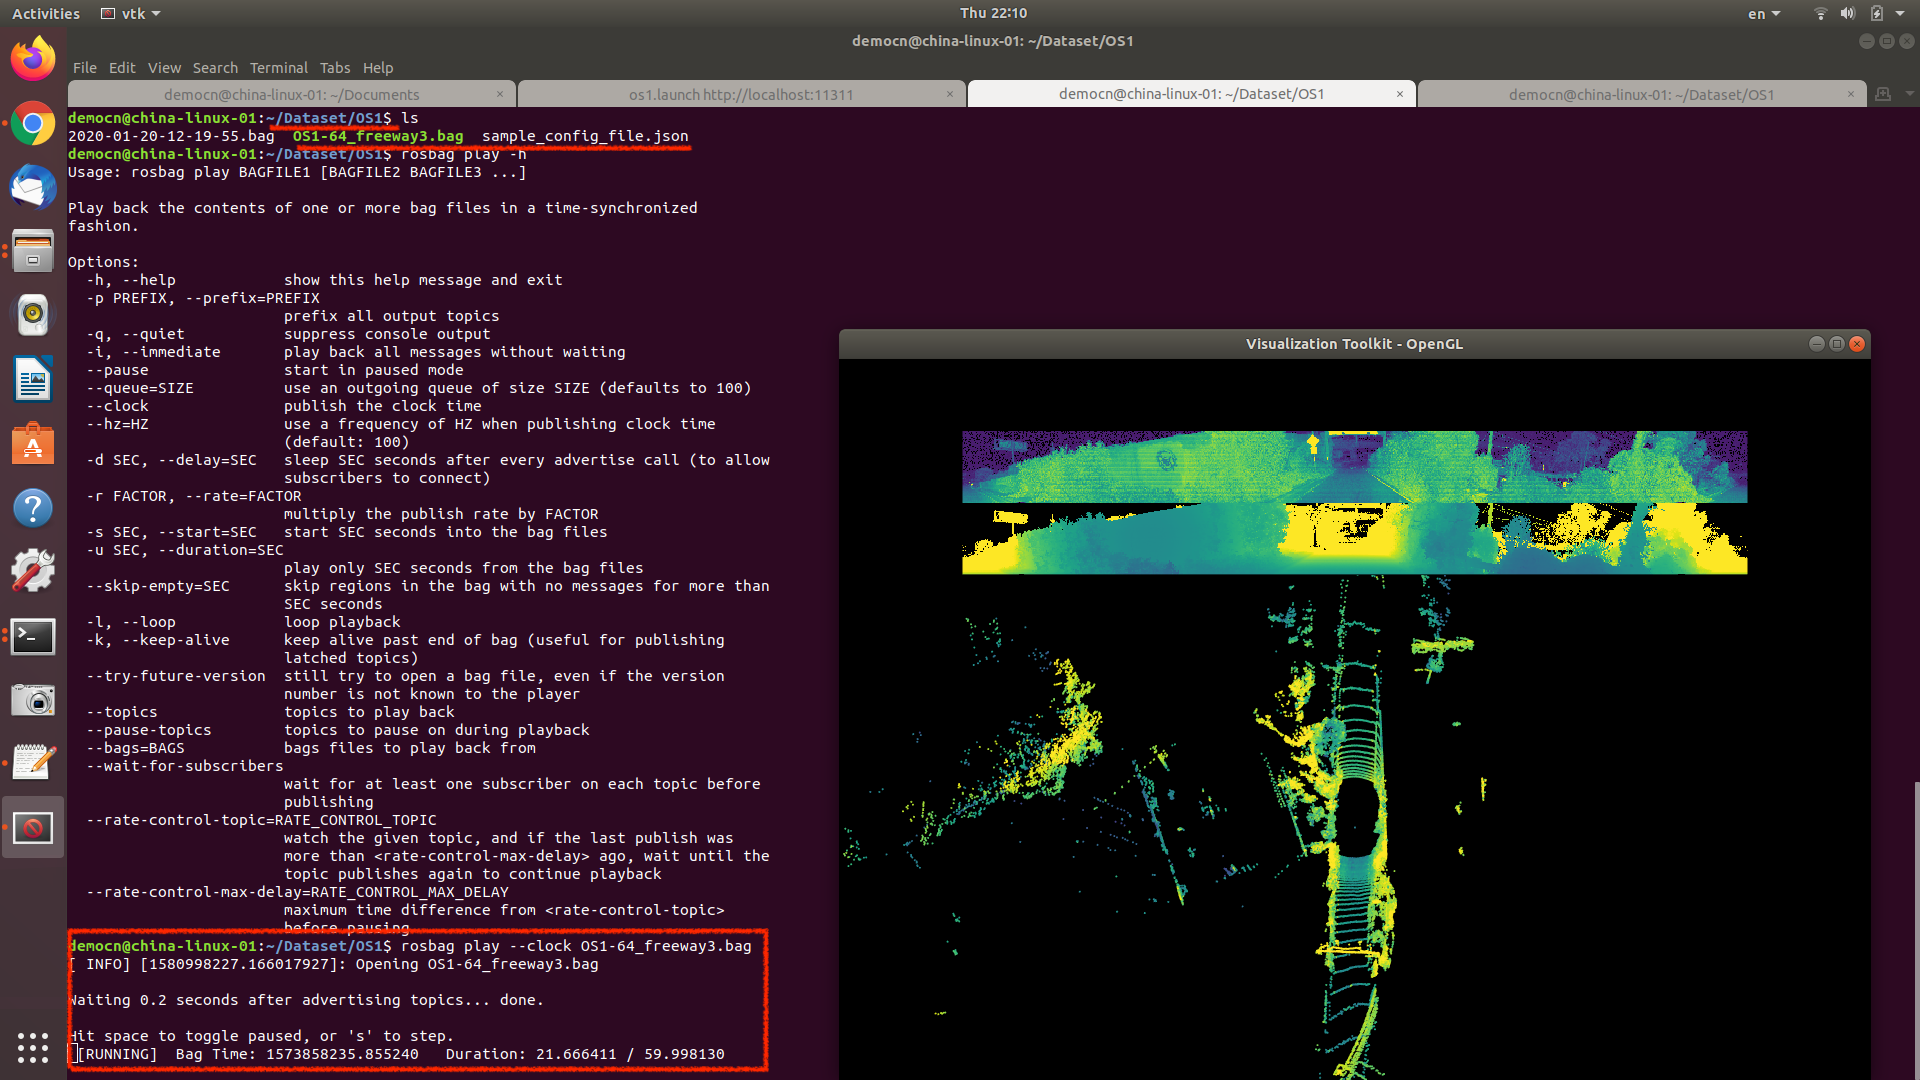 Activities
vtk
Thu 22:10
en
democn@china-linux-01: ~/Dataset/OS1
File Edit View Search Terminal Tabs Help
democn@china-linux-01: ~/Documents ×
os1.launch http://localhost:11311 ×
democn@china-linux-01: ~/Dataset/OS1 ×
democn@china-linux-01: ~/Dataset/OS1 ×
democn@china-linux-01:~/Dataset/OS1$ ls
2020-01-20-12-19-55.bag  OS1-64_freeway3.bag  sample_config_file.json
democn@china-linux-01:~/Dataset/OS1$ rosbag play -h
Usage: rosbag play BAGFILE1 [BAGFILE2 BAGFILE3 ...]
Play back the contents of one or more bag files in a time-synchronized
fashion.
Options:
-h, --help            show this help message and exit
-p PREFIX, --prefix=PREFIX
prefix all output topics
-q, --quiet           suppress console output
-i, --immediate       play back all messages without waiting
--pause               start in paused mode
--queue=SIZE          use an outgoing queue of size SIZE (defaults to 100)
--clock               publish the clock time
--hz=HZ               use a frequency of HZ when publishing clock time
(default: 100)
-d SEC, --delay=SEC   sleep SEC seconds after every advertise call (to allow
subscribers to connect)
-r FACTOR, --rate=FACTOR
multiply the publish rate by FACTOR
-s SEC, --start=SEC   start SEC seconds into the bag files
-u SEC, --duration=SEC
play only SEC seconds from the bag files
--skip-empty=SEC      skip regions in the bag with no messages for more than
SEC seconds
-l, --loop            loop playback
-k, --keep-alive      keep alive past end of bag (useful for publishing
latched topics)
--try-future-version  still try to open a bag file, even if the version
number is not known to the player
--topics              topics to play back
--pause-topics        topics to pause on during playback
--bags=BAGS           bags files to play back from
--wait-for-subscribers
wait for at least one subscriber on each topic before
publishing
--rate-control-topic=RATE_CONTROL_TOPIC
watch the given topic, and if the last publish was
more than <rate-control-max-delay> ago, wait until the
topic publishes again to continue playback
--rate-control-max-delay=RATE_CONTROL_MAX_DELAY
maximum time difference from <rate-control-topic>
before pausing
democn@china-linux-01:~/Dataset/OS1$ rosbag play --clock OS1-64_freeway3.bag
[ INFO] [1580998227.166017927]: Opening OS1-64_freeway3.bag
Waiting 0.2 seconds after advertising topics... done.
Hit space to toggle paused, or 's' to step.
[RUNNING]  Bag Time: 1573858235.855240   Duration: 21.666411 / 59.998130
Visualization Toolkit - OpenGL